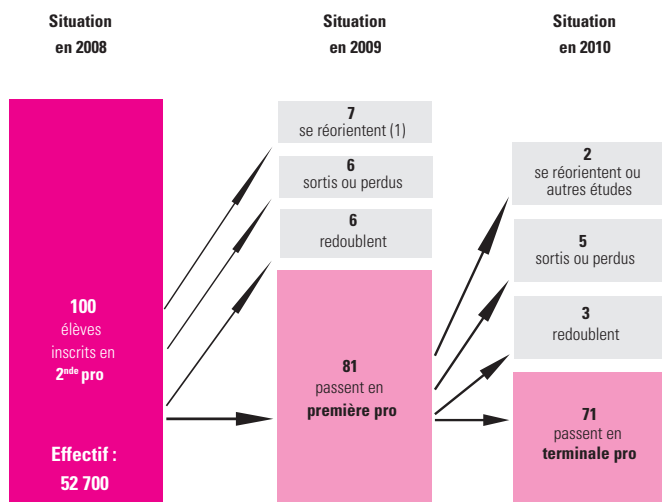 Situation
en 2008
Situation
en 2009
Situation
en 2010
100
élèves
inscrits en
2nde pro
Effectif :
52 700
7
se réorientent (1)
6
sortis ou perdus
6
redoublent
81
passent en
première pro
2
se réorientent ou
autres études
5
sortis ou perdus
3
redoublent
71
passent en
terminale pro